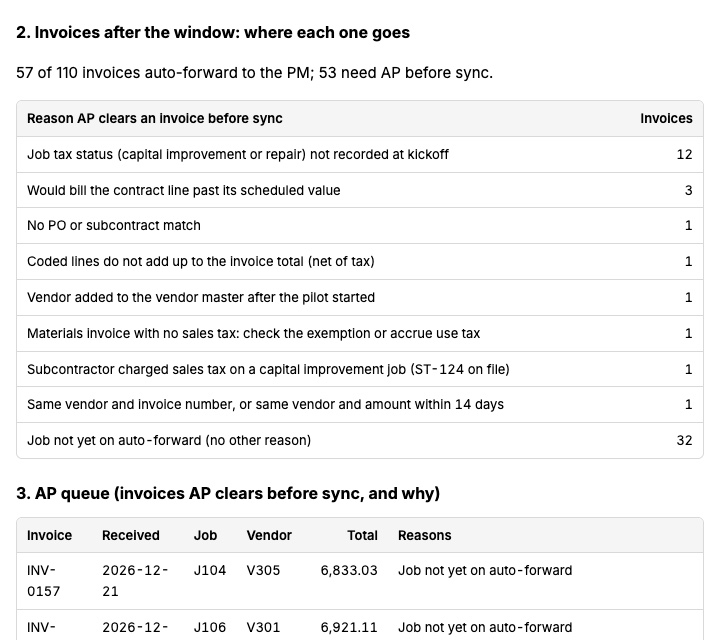 2. Invoices after the window: where each one goes
57 of 110 invoices auto-forward to the PM; 53 need AP before sync.
Reason AP clears an invoice before sync Invoices
Job tax status (capital improvement or repair) not recorded at kickoff 12
Would bill the contract line past its scheduled value 3
No PO or subcontract match 1
Coded lines do not add up to the invoice total (net of tax) 1
Vendor added to the vendor master after the pilot started 1
Materials invoice with no sales tax: check the exemption or accrue use tax 1
Subcontractor charged sales tax on a capital improvement job (ST-124 on file) 1
Same vendor and invoice number, or same vendor and amount within 14 days 1
Job not yet on auto-forward (no other reason) 32
3. AP queue (invoices AP clears before sync, and why)
Invoice Received Job Vendor Total Reasons
INV- 2026-12- J104 V305 6,833.03 Job not yet on auto-forward
0157 21
INV- 2026-12- J106 V301 6,921.11 Job not yet on auto-forward